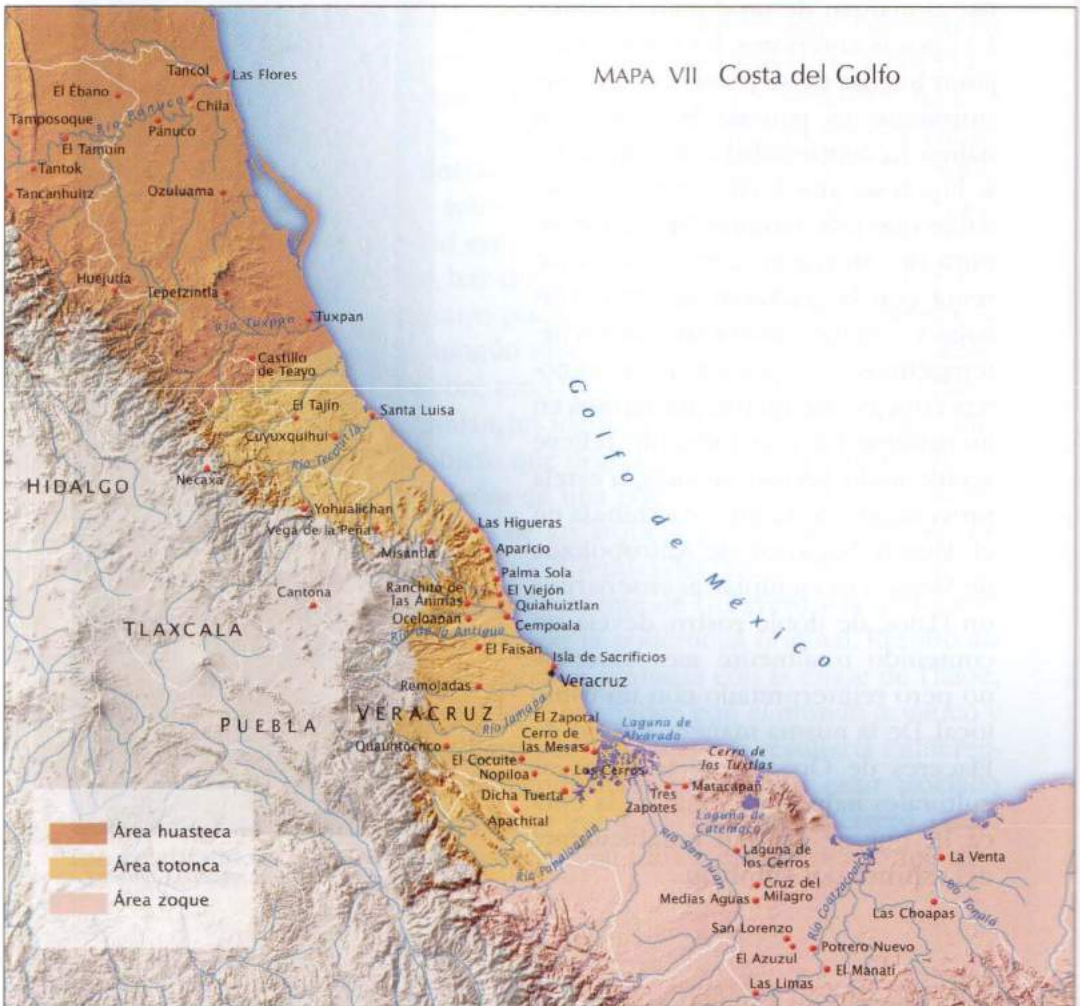 MAPA VII Costa del Golfo
Tancol
Las Flores
El Ébano
Chila
Río Pánuco
Tamposoque
Pánuco
El Tamuín
Tantok
Tancanhuitz
Ozuluama
Huejutla
Tepetzintla
Río Tuxpan
Tuxpan
Castillo
de Teayo
El Tajín
Santa Luisa
Cuyuxquihui
Río Tecolutla
Necaxa
HIDALGO
Yohualichan
Vega de la Peña
Las Higueras
Misantla
Aparicio
Golfo de México
Palma Sola
Cantona
Ranchito de
las Ánimas
El Viejón
Quiahuiztlan
Oceloapan
Cempoala
TLAXCALA
Río de la Antigua
El Faisán
Isla de Sacrificios
Remojadas
Veracruz
PUEBLA
VERACRUZ
Río Jamapa
El Zapotal
Laguna de
Alvarado
Quauhtochco
Cerro de
las Mesas
Cerro de
los Tuxtlas
El Cocuite
Nopiloa
Los Cerros
Tres
Zapotes
Matacapan
Dicha Tuerta
Laguna de
Catemaco
Apachital
Río Papaloapan
Río San Juan
Laguna de
los Cerros
La Venta
Cruz del
Milagro
Medias Aguas
Río Coatzacoalcos
Río Tonalá
Las Choapas
San Lorenzo
Potrero Nuevo
El Azuzul
El Manatí
Las Limas
Área huasteca
Área totonca
Área zoque